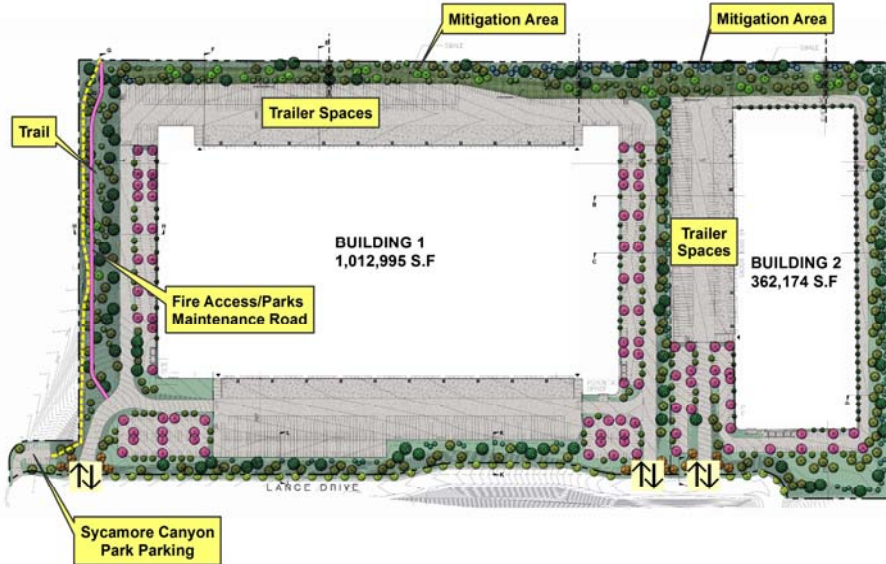 Mitigation Area
Mitigation Area
Trailer Spaces
Trail
BUILDING 1
1,012,995 S.F
Trailer
Spaces
BUILDING 2
362,174 S.F
Fire Access/Parks
Maintenance Road
LANCE DRIVE
Sycamore Canyon
Park Parking